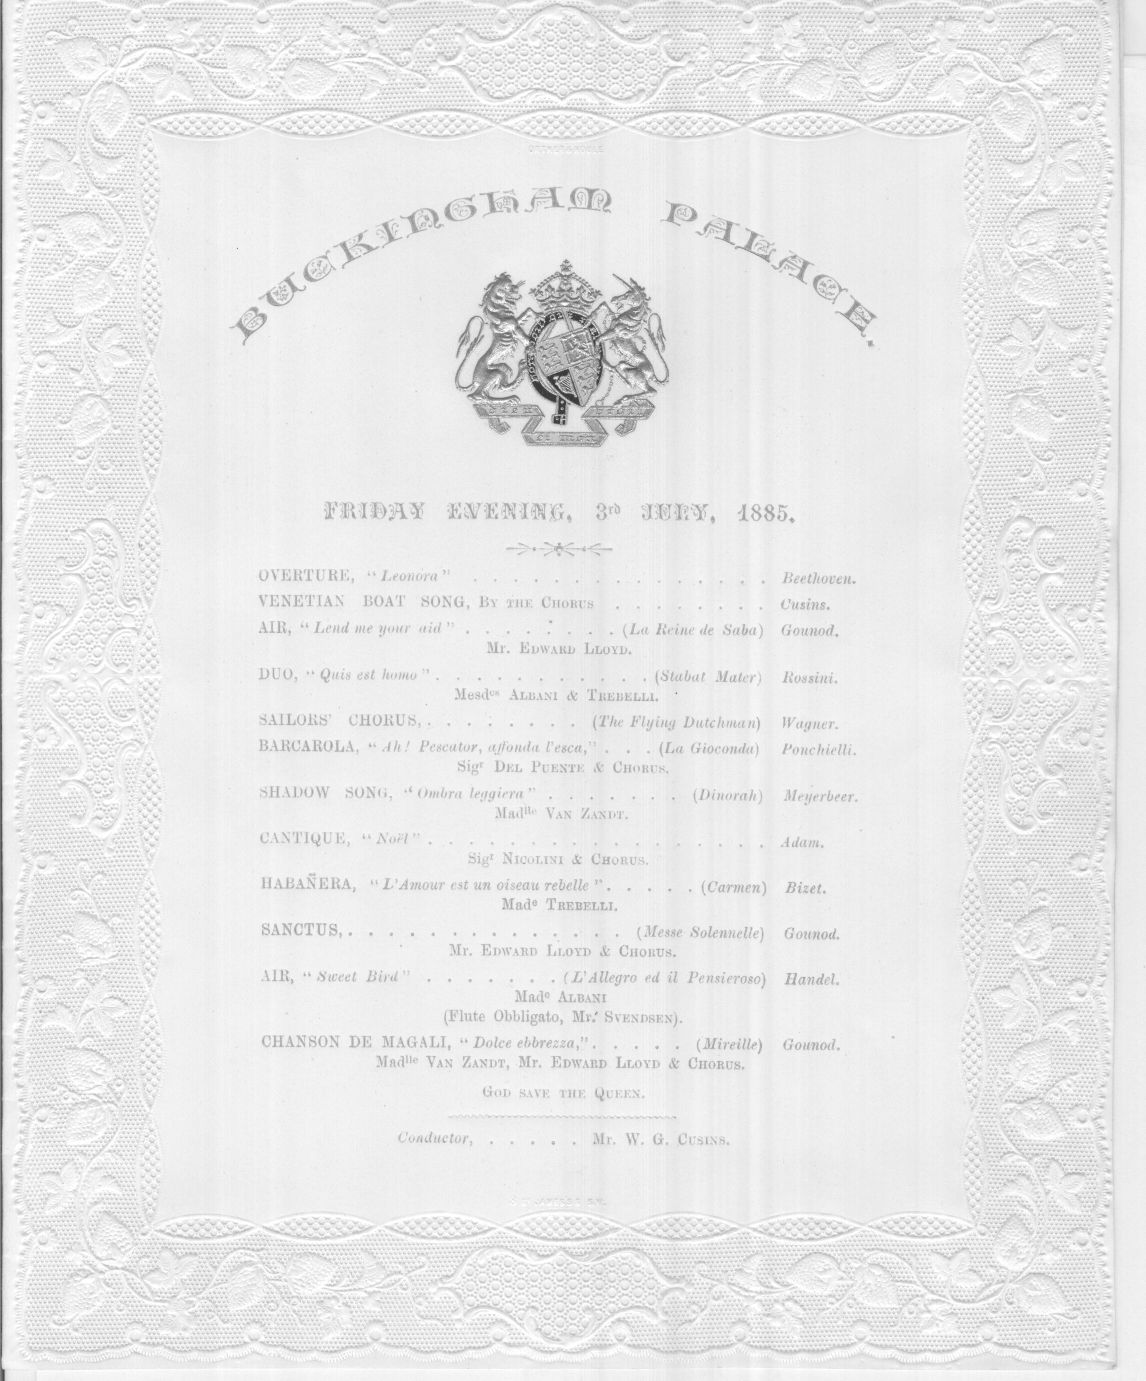 BUCKINGHAM PALACE.
FRIDAY EVENING, 3rd JULY, 1885.
OVERTURE, "Leonora" . . . . . . . . . . . . . . . Beethoven.
VENETIAN BOAT SONG, BY THE CHORUS . . . . . . . . Cusins.
AIR, "Lend me your aid" . . . . . . . . (La Reine de Saba) Gounod.
Mr. EDWARD LLOYD.
DUO, "Quis est homo" . . . . . . . . . . . (Stabat Mater) Rossini.
Mesdes ALBANI & TREBELLI.
SAILORS' CHORUS, . . . . . . . . (The Flying Dutchman) Wagner.
BARCAROLA, "Ah! Pescator, affonda l'esca," . . . (La Gioconda) Ponchielli.
Sigr DEL PUENTE & CHORUS.
SHADOW SONG, "Ombra leggiera" . . . . . . . (Dinorah) Meyerbeer.
Madlle VAN ZANDT.
CANTIQUE, "Noël" . . . . . . . . . . . . . . . . . Adam.
Sigr NICOLINI & CHORUS.
HABAÑERA, "L'Amour est un oiseau rebelle" . . . . . (Carmen) Bizet.
Made TREBELLI.
SANCTUS, . . . . . . . . . . . . . . (Messe Solennelle) Gounod.
Mr. EDWARD LLOYD & CHORUS.
AIR, "Sweet Bird" . . . . . . . (L'Allegro ed il Pensieroso) Handel.
Made ALBANI
(Flute Obbligato, Mr. SVENDSEN).
CHANSON DE MAGALI, "Dolce ebbrezza," . . . . . (Mireille) Gounod.
Madlle VAN ZANDT, Mr. EDWARD LLOYD & CHORUS.
GOD SAVE THE QUEEN.
Conductor, . . . . . Mr. W. G. CUSINS.